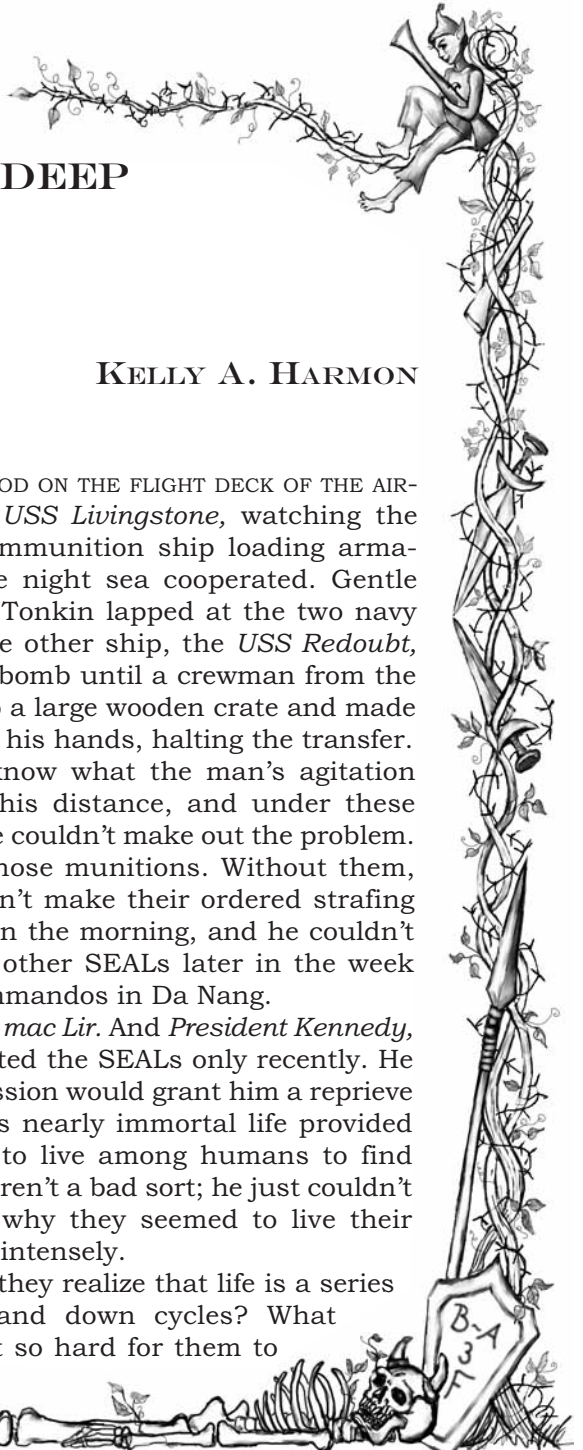 DEEP
KELLY A. HARMON
OD ON THE FLIGHT DECK OF THE AIR-
USS Livingstone, watching the
mmunition ship loading arma-
e night sea cooperated. Gentle
Tonkin lapped at the two navy
e other ship, the USS Redoubt,
bomb until a crewman from the
o a large wooden crate and made
his hands, halting the transfer.
know what the man's agitation
his distance, and under these
e couldn't make out the problem.
hose munitions. Without them,
n't make their ordered strafing
n the morning, and he couldn't
other SEALs later in the week
mmandos in Da Nang.
mac Lir. And President Kennedy,
ted the SEALs only recently. He
ssion would grant him a reprieve
s nearly immortal life provided
to live among humans to find
ren't a bad sort; he just couldn't
why they seemed to live their
intensely.
they realize that life is a series
and down cycles? What
t so hard for them to
B~A
3
Γ